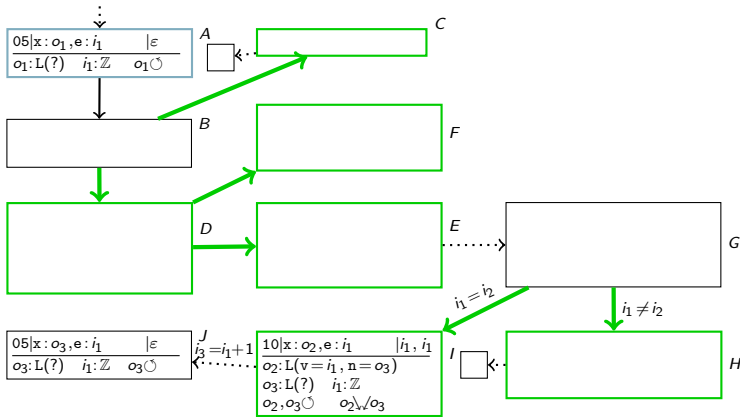 05|x:o₁,e:i₁ |ε
o₁:L(?) i₁:ℤ o₁↺
A
C
B
F
D
E
G
i₁=i₂
i₁≠i₂
05|x:o₃,e:i₁ |ε
o₃:L(?) i₁:ℤ o₃↺
J
i₃=i₁+1
10|x:o₂,e:i₁ |i₁,i₁
o₂:L(v=i₁,n=o₃)
o₃:L(?) i₁:ℤ
o₂,o₃↺ o₂\̸/o₃
I
H